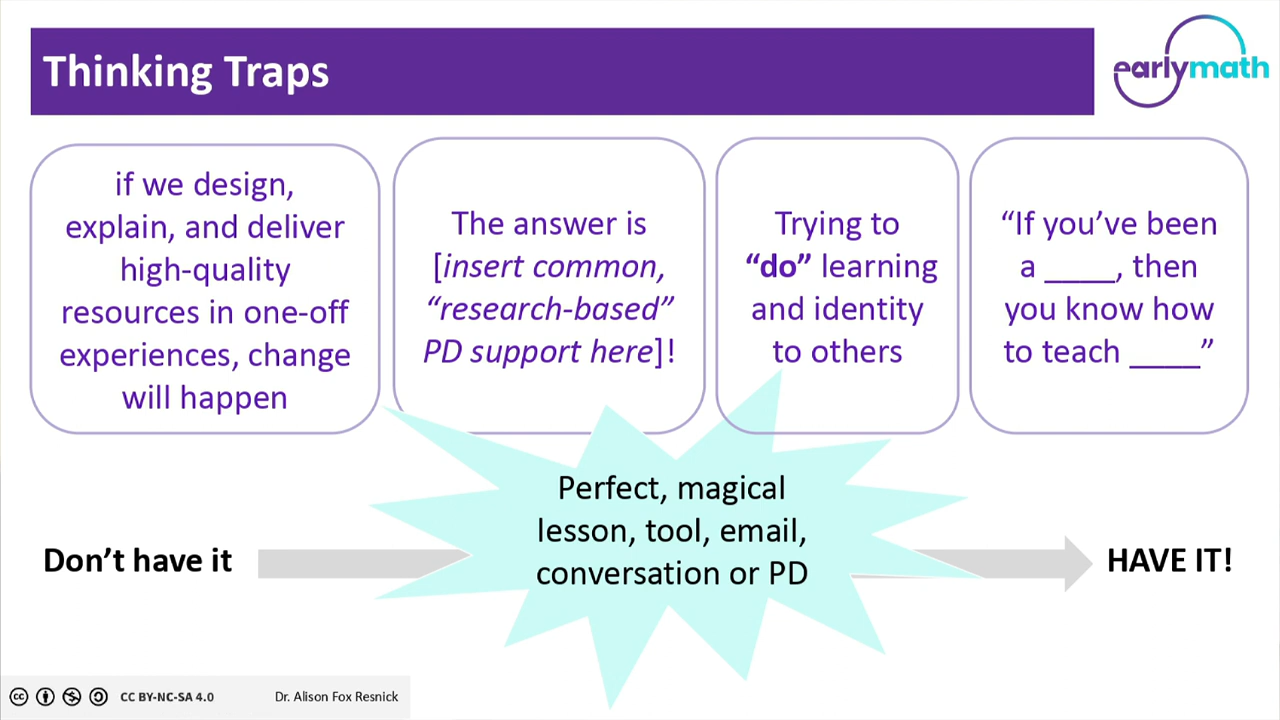 Thinking Traps
earlymath
if we design,
explain, and deliver
high-quality
resources in one-off
experiences, change
will happen
The answer is
[insert common,
“research-based”
PD support here]!
Trying to
“do” learning
and identity
to others
“If you’ve been
a ____, then
you know how
to teach ____”
Perfect, magical
lesson, tool, email,
conversation or PD
Don’t have it
HAVE IT!
cc
CC BY-NC-SA 4.0
Dr. Alison Fox Resnick